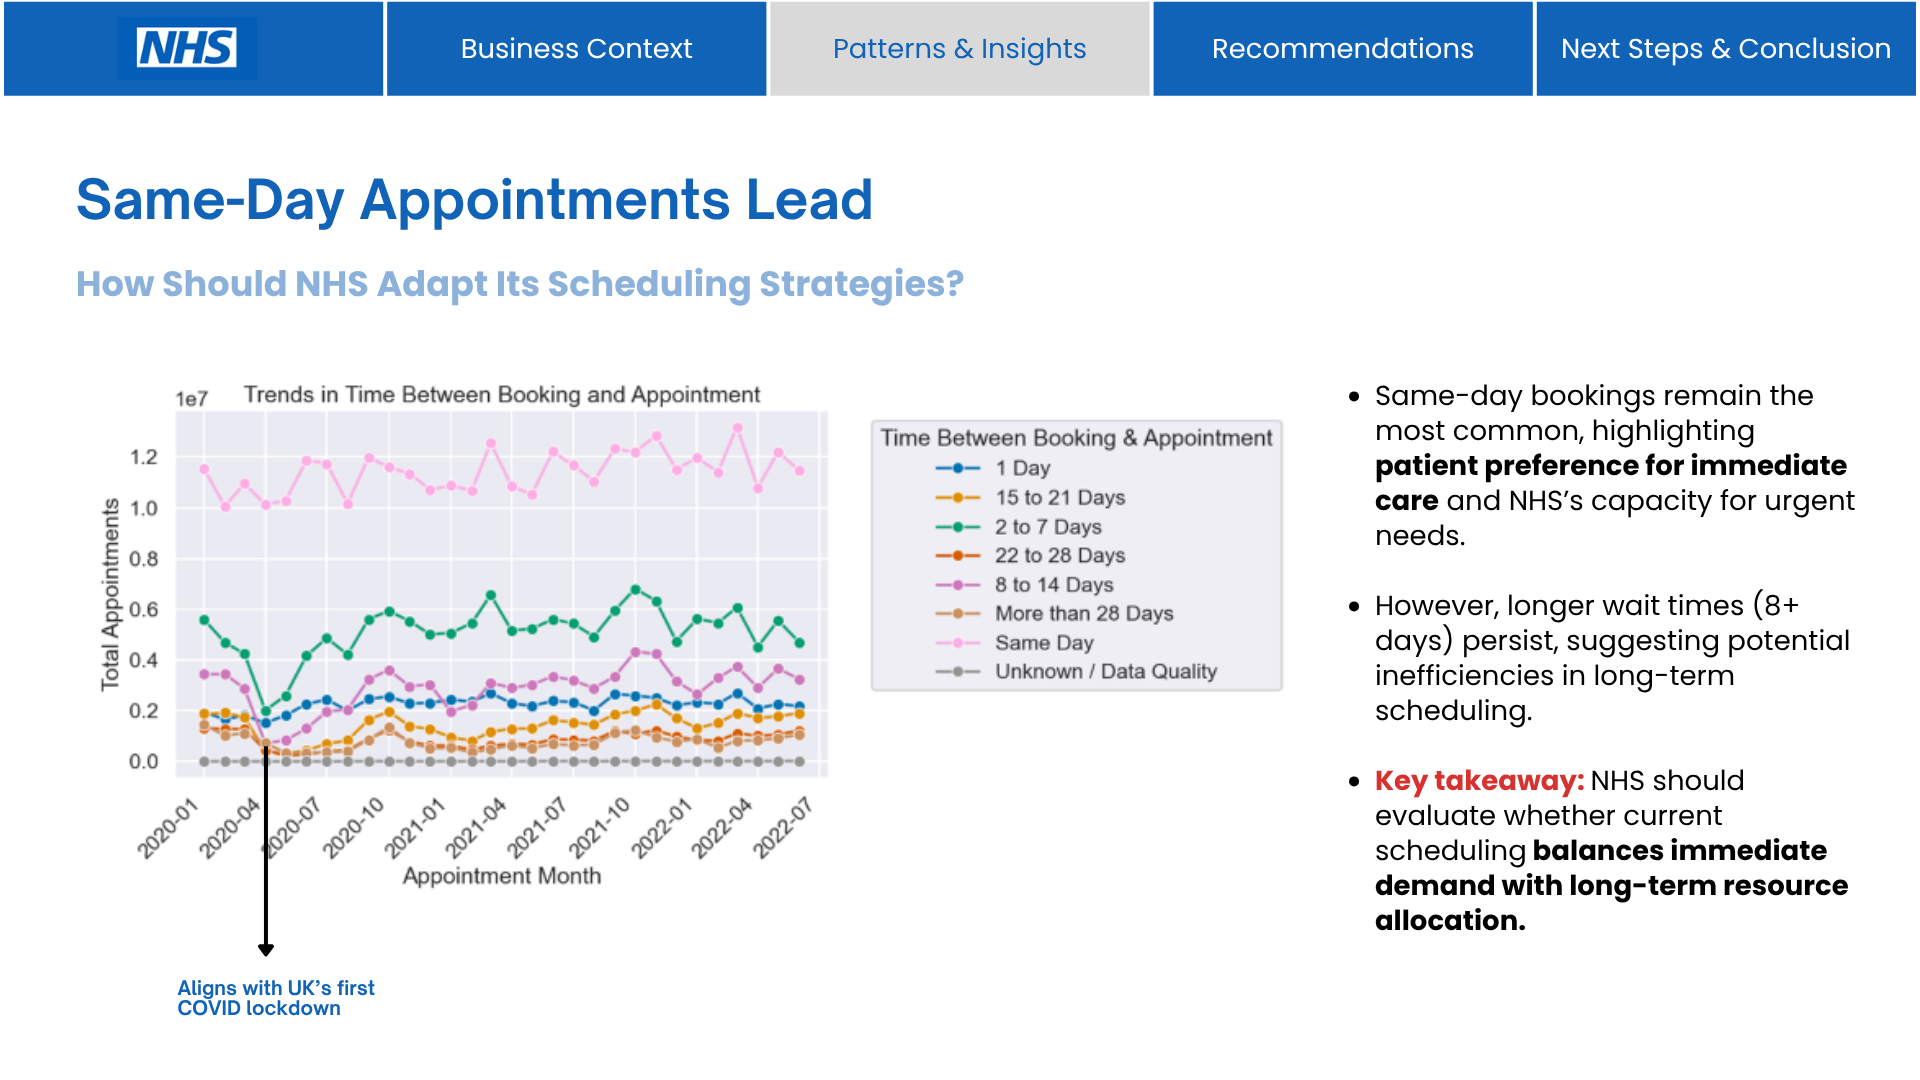 NHS
Business Context
Patterns & Insights
Recommendations
Next Steps & Conclusion
Same-Day Appointments Lead
How Should NHS Adapt Its Scheduling Strategies?
Trends in Time Between Booking and Appointment
1e7
1.2
1.0
0.8
0.6
0.4
0.2
0.0
Total Appointments
2020-01
2020-04
2020-07
2020-10
2021-01
2021-04
2021-07
2021-10
2022-01
2022-04
2022-07
Appointment Month
Time Between Booking & Appointment
1 Day
15 to 21 Days
2 to 7 Days
22 to 28 Days
8 to 14 Days
More than 28 Days
Same Day
Unknown / Data Quality
Aligns with UK's first
COVID lockdown
• Same-day bookings remain the
most common, highlighting
patient preference for immediate
care and NHS's capacity for urgent
needs.
• However, longer wait times (8+
days) persist, suggesting potential
inefficiencies in long-term
scheduling.
• Key takeaway: NHS should
evaluate whether current
scheduling balances immediate
demand with long-term resource
allocation.